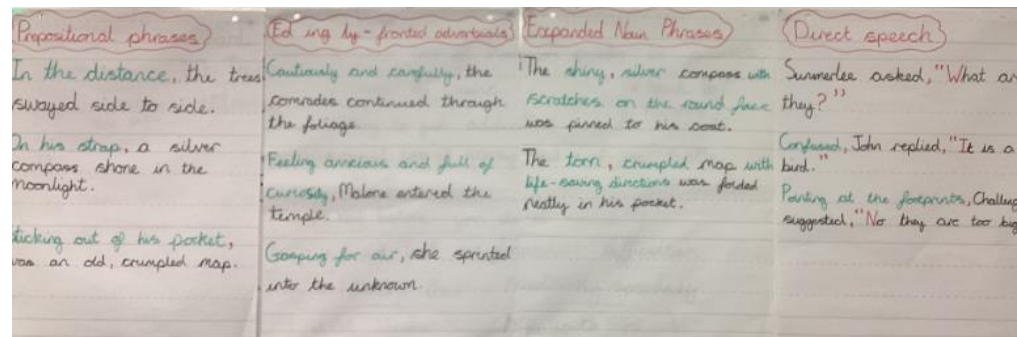 Prepositional phrases
In the distance, the trees
swayed side to side.
On his strap, a silver
compass shone in the
moonlight.
ticking out of his pocket,
was an old, crumpled map.
Ed ing ly - fronted adverbials
Cautiously and carefully, the
comrades continued through
the foliage.
Feeling anxious and full of
curiosity, Malone entered the
temple.
Gasping for air, she sprinted
into the unknown.
Expanded Noun Phrases
The shiny, silver compass with
scratches on the round face
was pinned to his coat.
The torn, crumpled map with
life-saving directions was folded
neatly in his pocket.
Direct speech
Summerlee asked, "What ar
they?"
Confused, John replied, "It is a
bird."
Pointing at the footprints, Challeng
suggested, "No they are too big